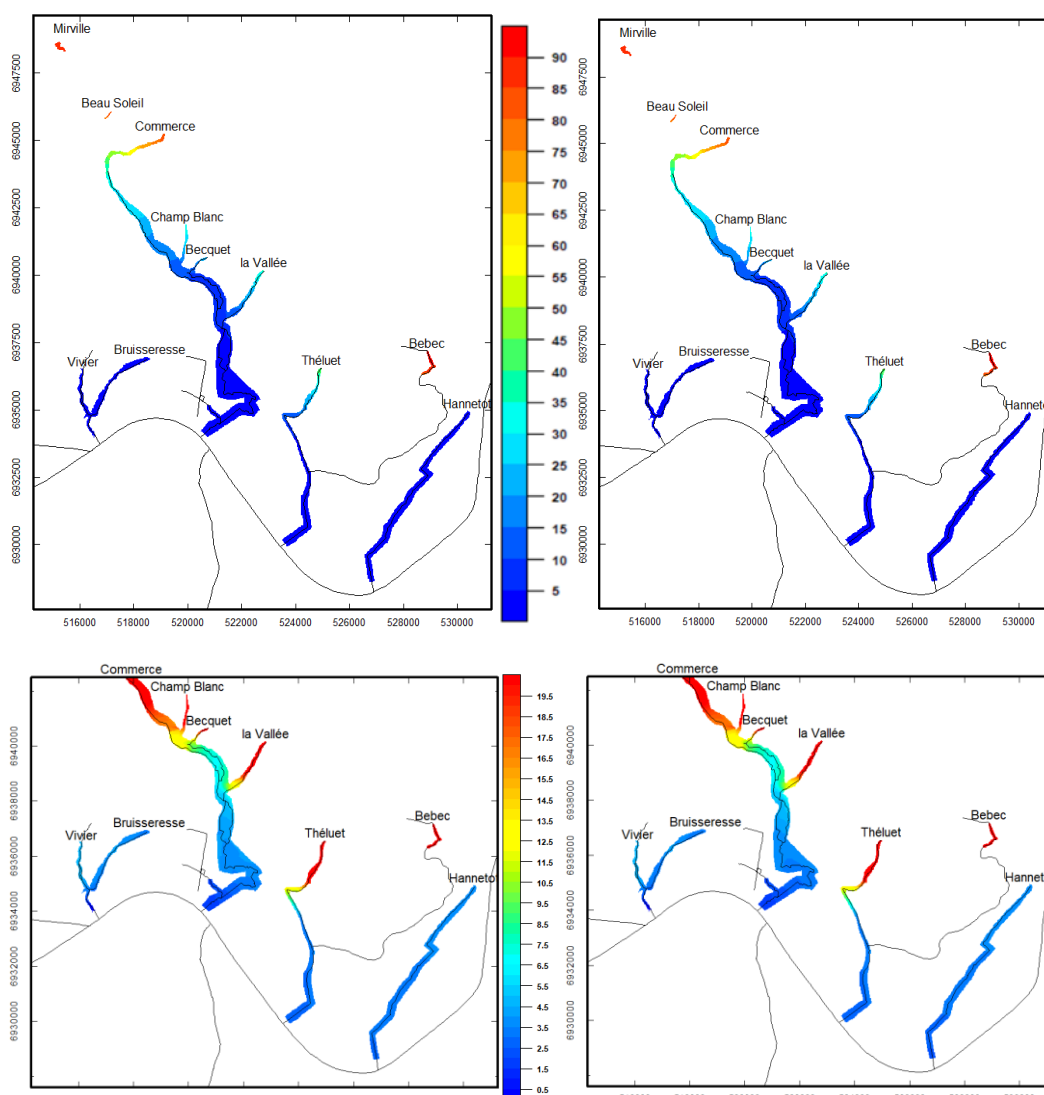 Mirville
Beau Soleil
Commerce
Champ Blanc
Becquet
la Vallée
Vivier
Bruisseresse
Théluet
Bebec
Hannetot
6947500
6945000
6942500
6940000
6937500
6935000
6932500
6930000
516000 518000 520000 522000 524000 526000 528000 530000
90
85
80
75
70
65
60
55
50
45
40
35
30
25
20
15
10
5
Mirville
Beau Soleil
Commerce
Champ Blanc
Becquet
la Vallée
Vivier
Bruisseresse
Théluet
Bebec
Hannetot
6947500
6945000
6942500
6940000
6937500
6935000
6932500
6930000
516000 518000 520000 522000 524000 526000 528000 530000
Commerce
Champ Blanc
Becquet
la Vallée
Vivier
Bruisseresse
Théluet
Bebec
Hannetot
6940000
6938000
6936000
6934000
6932000
6930000
19.5
18.5
17.5
16.5
15.5
14.5
13.5
12.5
11.5
10.5
9.5
8.5
7.5
6.5
5.5
4.5
3.5
2.5
1.5
0.5
Commerce
Champ Blanc
Becquet
la Vallée
Vivier
Bruisseresse
Théluet
Bebec
Hannetot
6940000
6938000
6936000
6934000
6932000
6930000